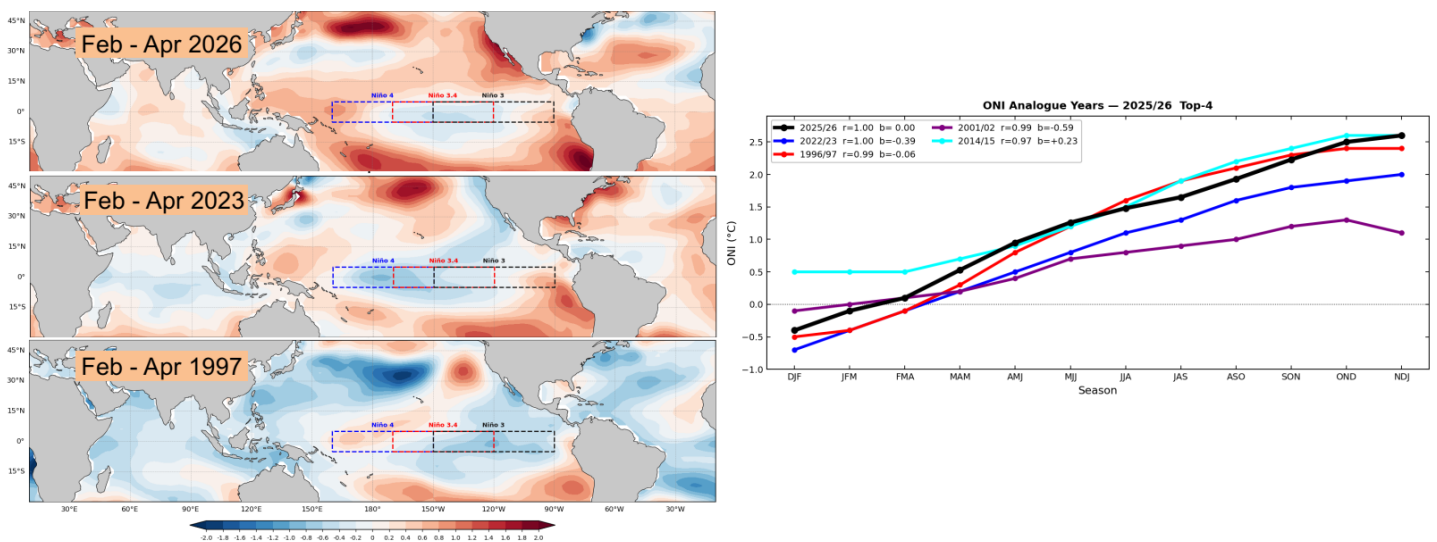 45°N
Feb - Apr 2026
30°N
15°N
Niño 4 Niño 3.4 Niño 3
0°
15°S
45°N
Feb - Apr 2023
30°N
15°N
Niño 4 Niño 3.4 Niño 3
0°
15°S
45°N
Feb - Apr 1997
30°N
15°N
Niño 4 Niño 3.4 Niño 3
0°
15°S
30°E 60°E 90°E 120°E 150°E 180° 150°W 120°W 90°W 60°W 30°W
-2.0 -1.8 -1.6 -1.4 -1.2 -1.0 -0.8 -0.6 -0.4 -0.2 0 0.2 0.4 0.6 0.8 1.0 1.2 1.4 1.6 1.8 2.0
ONI Analogue Years — 2025/26 Top-4
2025/26 r=1.00 b= 0.00
2022/23 r=1.00 b=-0.39
1996/97 r=0.99 b=-0.06
2001/02 r=0.99 b=-0.59
2014/15 r=0.97 b=+0.23
ONI (°C)
2.5
2.0
1.5
1.0
0.5
0.0
−0.5
−1.0
DJF JFM FMA MAM AMJ MJJ JJA JAS ASO SON OND NDJ
Season